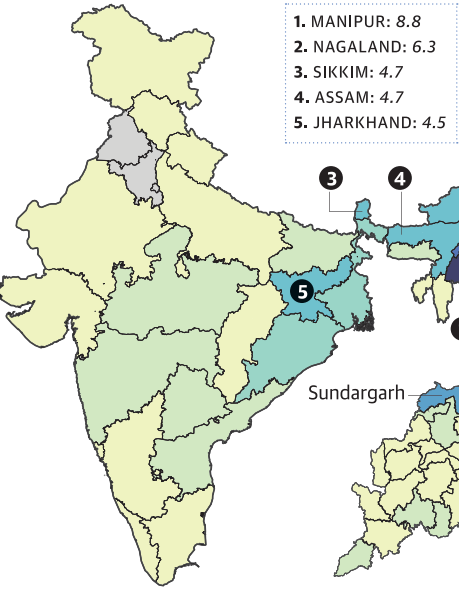 1. MANIPUR: 8.8
2. NAGALAND: 6.3
3. SIKKIM: 4.7
4. ASSAM: 4.7
5. JHARKHAND: 4.5
3 4
5
Sundargarh